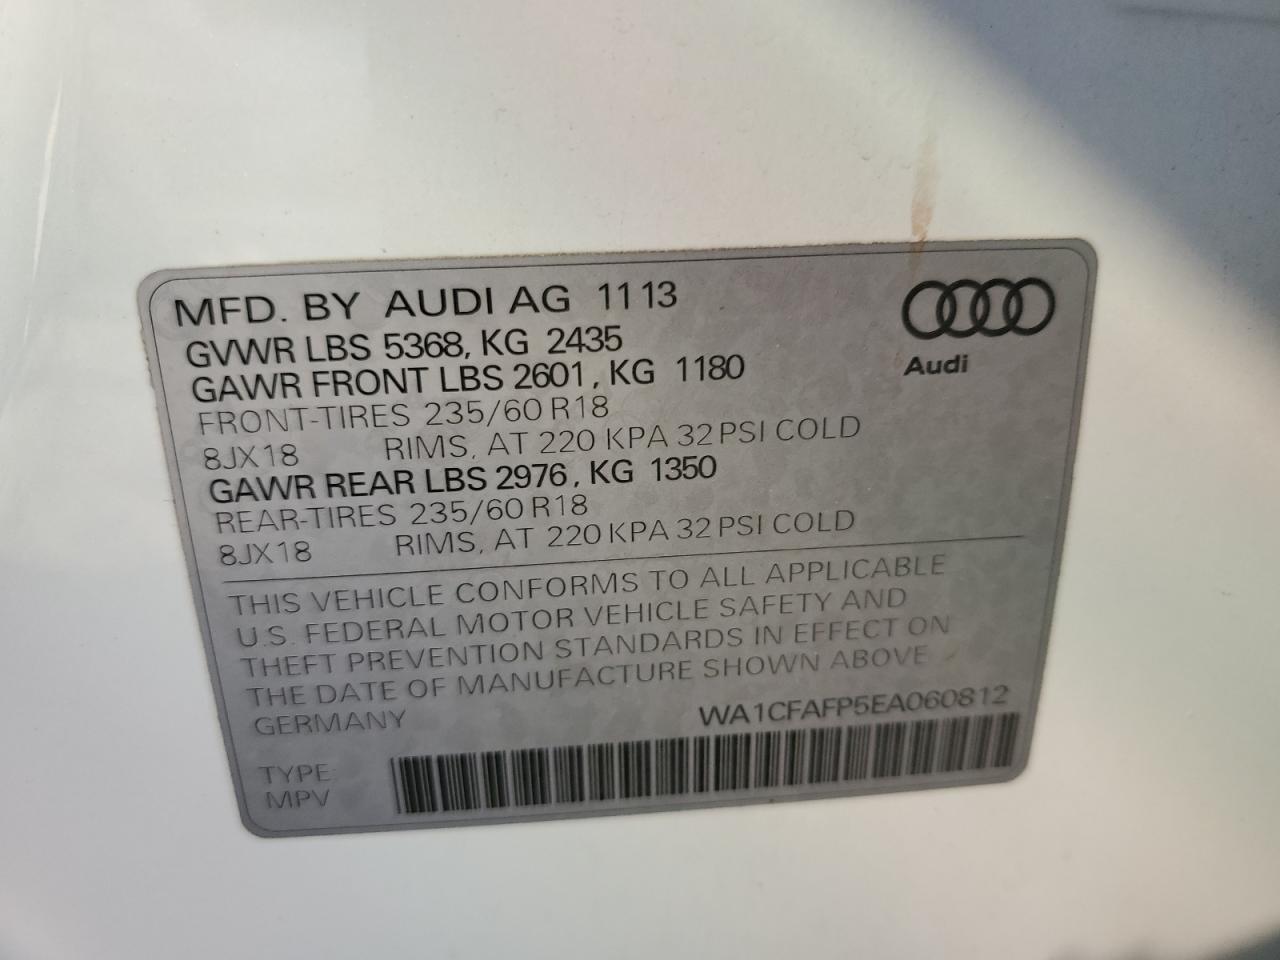 MFD. BY AUDI AG 11 13
GVWR LBS 5368, KG 2435
GAWR FRONT LBS 2601, KG 1180
Audi
FRONT-TIRES 235/60 R18
8JX18 RIMS, AT 220 KPA 32 PSI COLD
GAWR REAR LBS 2976, KG 1350
REAR-TIRES 235/60 R18
8JX18 RIMS, AT 220 KPA 32 PSI COLD
THIS VEHICLE CONFORMS TO ALL APPLICABLE
U.S. FEDERAL MOTOR VEHICLE SAFETY AND
THEFT PREVENTION STANDARDS IN EFFECT ON
THE DATE OF MANUFACTURE SHOWN ABOVE
GERMANY WA1CFAFP5EA060812
TYPE:
MPV